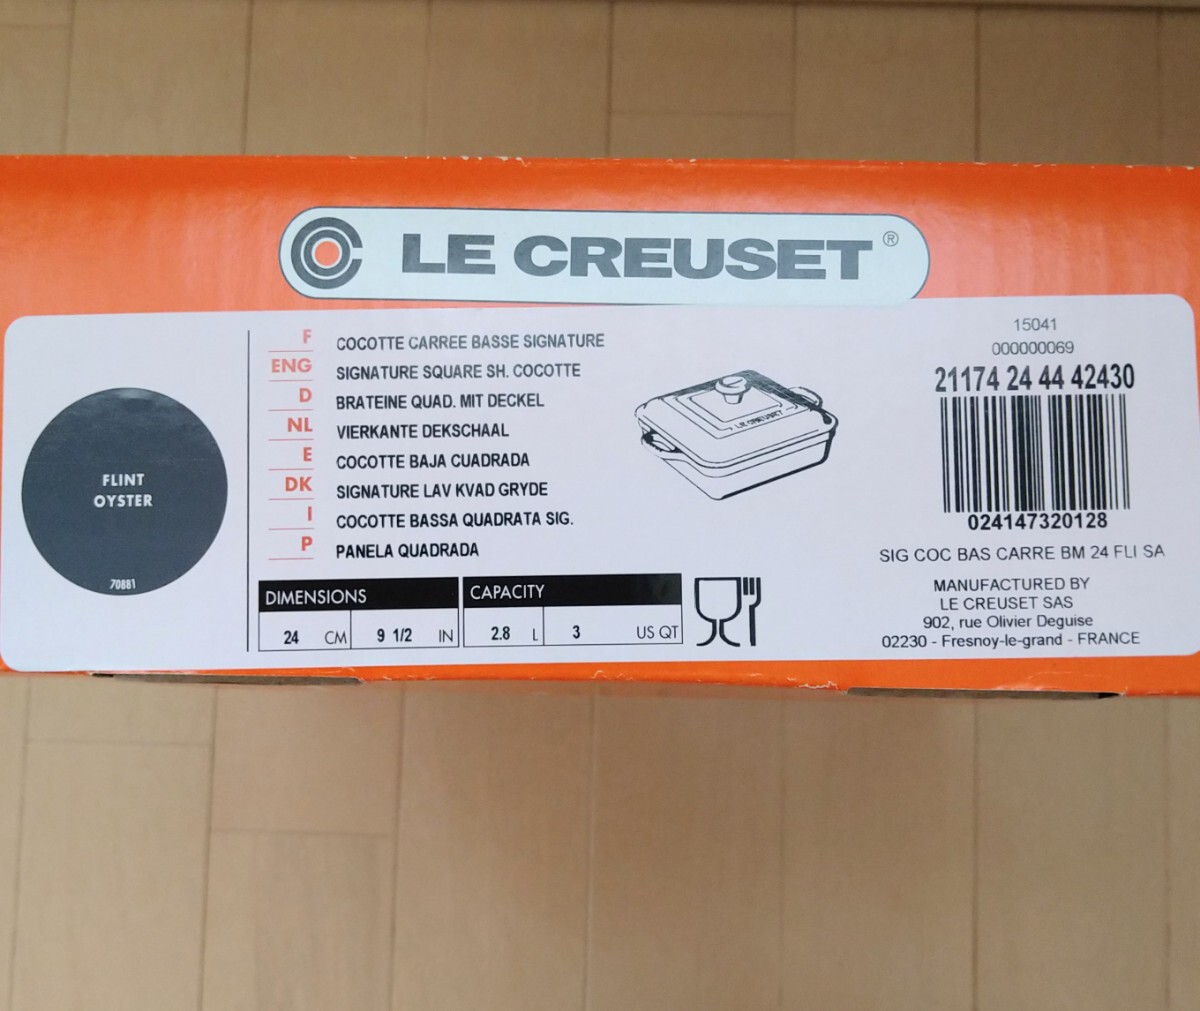 LE CREUSET ®
FLINT
OYSTER
70881
F COCOTTE CARREE BASSE SIGNATURE
ENG SIGNATURE SQUARE SH. COCOTTE
D BRATEINE QUAD. MIT DECKEL
NL VIERKANTE DEKSCHAAL
E COCOTTE BAJA CUADRADA
DK SIGNATURE LAV KVAD GRYDE
I COCOTTE BASSA QUADRATA SIG.
P PANELA QUADRADA
DIMENSIONS
24 CM 9 1/2 IN
CAPACITY
2.8 L 3 US QT
LE CREUSET
15041
000000069
21174 24 44 42430
024147320128
SIG COC BAS CARRE BM 24 FLI SA
MANUFACTURED BY
LE CREUSET SAS
902, rue Olivier Deguise
02230 - Fresnoy-le-grand - FRANCE